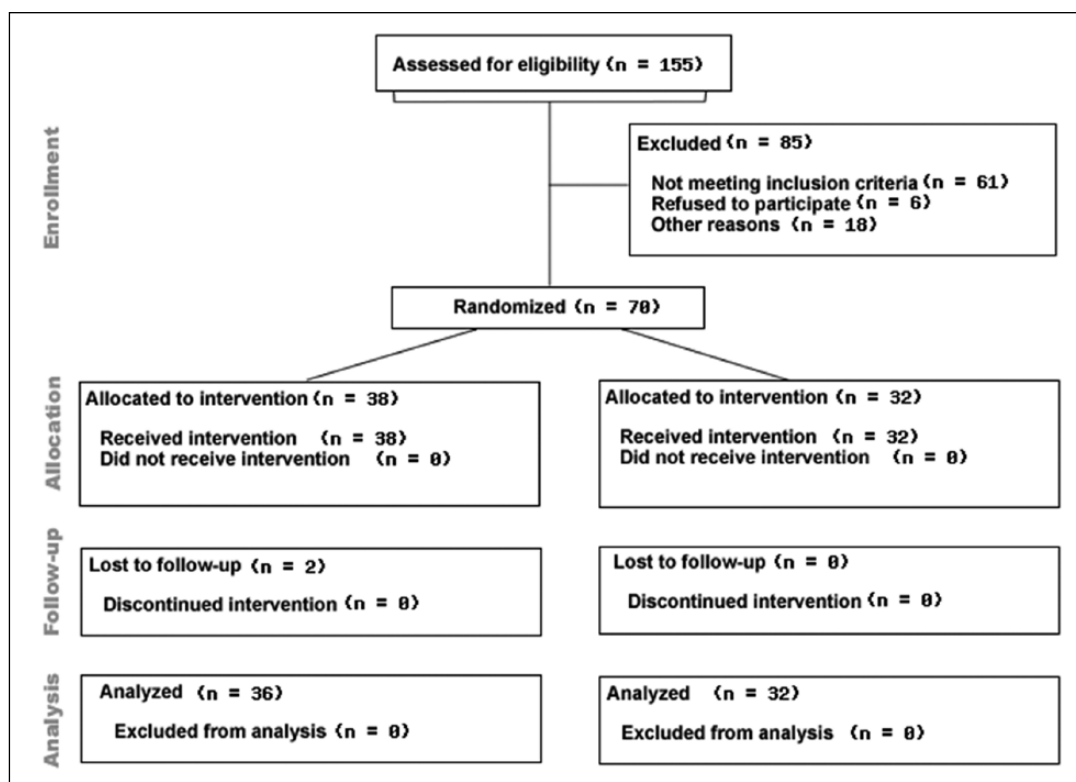 Assessed for eligibility (n = 155)
Enrollment
Excluded (n = 85)
Not meeting inclusion criteria (n = 61)
Refused to participate (n = 6)
Other reasons (n = 18)
Randomized (n = 70)
Allocation
Allocated to intervention (n = 38)
Received intervention (n = 38)
Did not receive intervention (n = 0)
Allocated to intervention (n = 32)
Received intervention (n = 32)
Did not receive intervention (n = 0)
Follow-up
Lost to follow-up (n = 2)
Discontinued intervention (n = 0)
Lost to follow-up (n = 0)
Discontinued intervention (n = 0)
Analysis
Analyzed (n = 36)
Excluded from analysis (n = 0)
Analyzed (n = 32)
Excluded from analysis (n = 0)